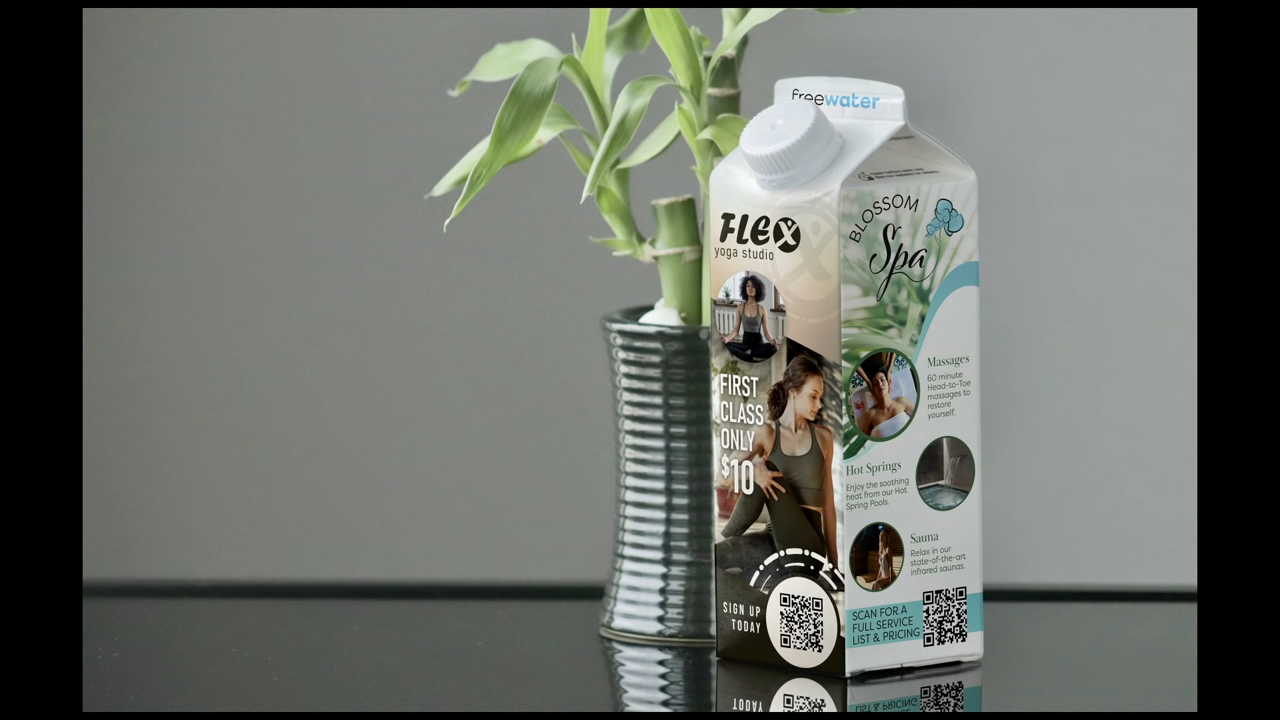 freewater
FLEX
yoga studio
FIRST
CLASS
ONLY
$10
SIGN UP
TODAY
BLOSSOM
Spa
Massages
60 minute
Head-to-Toe
massages to
restore
yourself.
Hot Springs
Enjoy the soothing
heat from our Hot
Spring Pools.
Sauna
Relax in our
state-of-the-art
infrared saunas.
SCAN FOR A
FULL SERVICE
LIST & PRICING